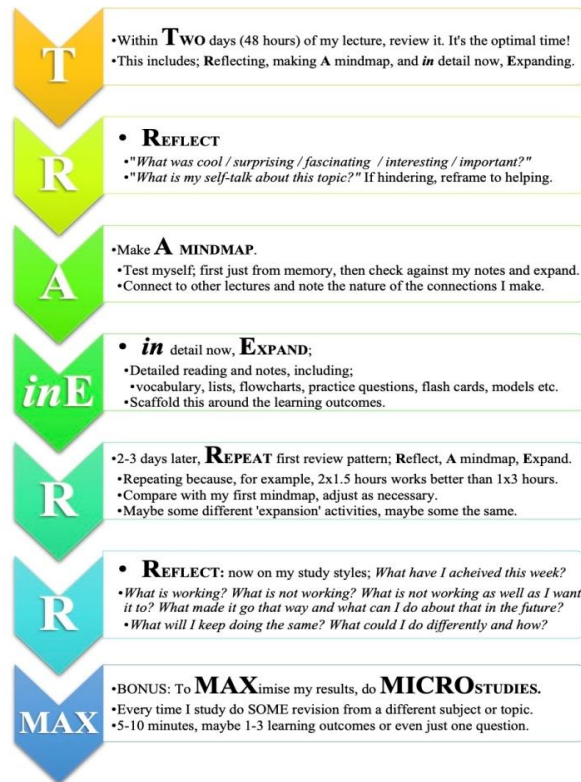 T
•Within TWO days (48 hours) of my lecture, review it. It's the optimal time!
•This includes; Reflecting, making A mindmap, and in detail now, Expanding.
R
• REFLECT
•"What was cool / surprising / fascinating / interesting / important?"
•"What is my self-talk about this topic?" If hindering, reframe to helping.
A
•Make A MINDMAP.
•Test myself; first just from memory, then check against my notes and expand.
•Connect to other lectures and note the nature of the connections I make.
inE
• in detail now, EXPAND;
•Detailed reading and notes, including;
•vocabulary, lists, flowcharts, practice questions, flash cards, models etc.
•Scaffold this around the learning outcomes.
R
•2-3 days later, REPEAT first review pattern; Reflect, A mindmap, Expand.
•Repeating because, for example, 2x1.5 hours works better than 1x3 hours.
•Compare with my first mindmap, adjust as necessary.
•Maybe some different 'expansion' activities, maybe some the same.
R
• REFLECT: now on my study styles; What have I acheived this week?
•What is working? What is not working? What is not working as well as I want
it to? What made it go that way and what can I do about that in the future?
•What will I keep doing the same? What could I do differently and how?
MAX
•BONUS: To MAXimise my results, do MICROSTUDIES.
•Every time I study do SOME revision from a different subject or topic.
•5-10 minutes, maybe 1-3 learning outcomes or even just one question.